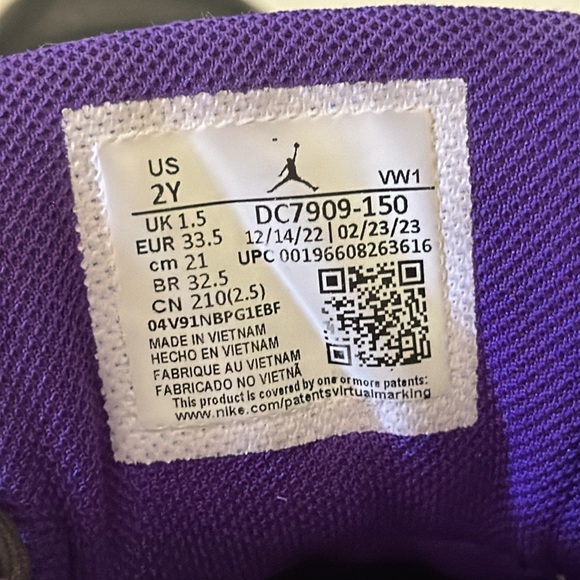 US
2Y
VW1
UK 1.5
DC7909-150
EUR 33.5
12/14/22 | 02/23/23
cm 21
UPC 00196608263616
BR 32.5
CN 210(2.5)
04V91NBPG1EBF
MADE IN VIETNAM
HECHO EN VIETNAM
FABRIQUE AU VIETNAM
FABRICADO NO VIETNÃ
This product is covered by one or more patents:
www.nike.com/patentsvirtualmarking